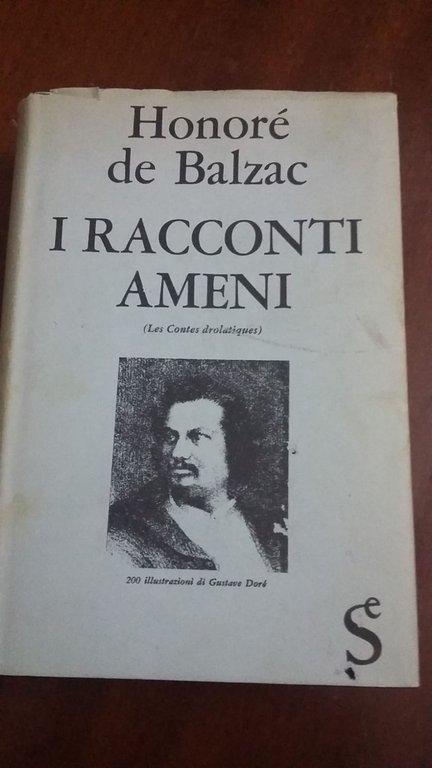 Honoré
de Balzac
I RACCONTI
AMENI
(Les Contes drolatiques)
200 illustrazioni di Gustave Doré
Se